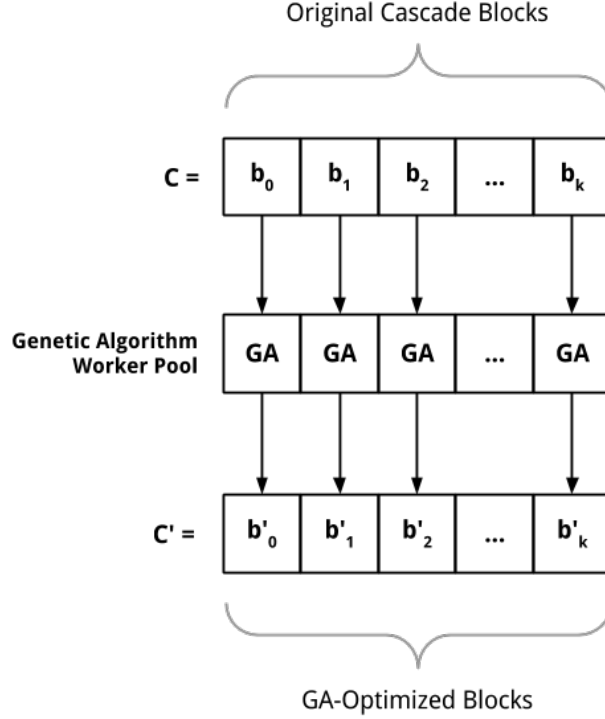 Original Cascade Blocks
C = b₀ b₁ b₂ ... bₖ
Genetic Algorithm
Worker Pool
GA GA GA ... GA
C' = b'₀ b'₁ b'₂ ... b'ₖ
GA-Optimized Blocks